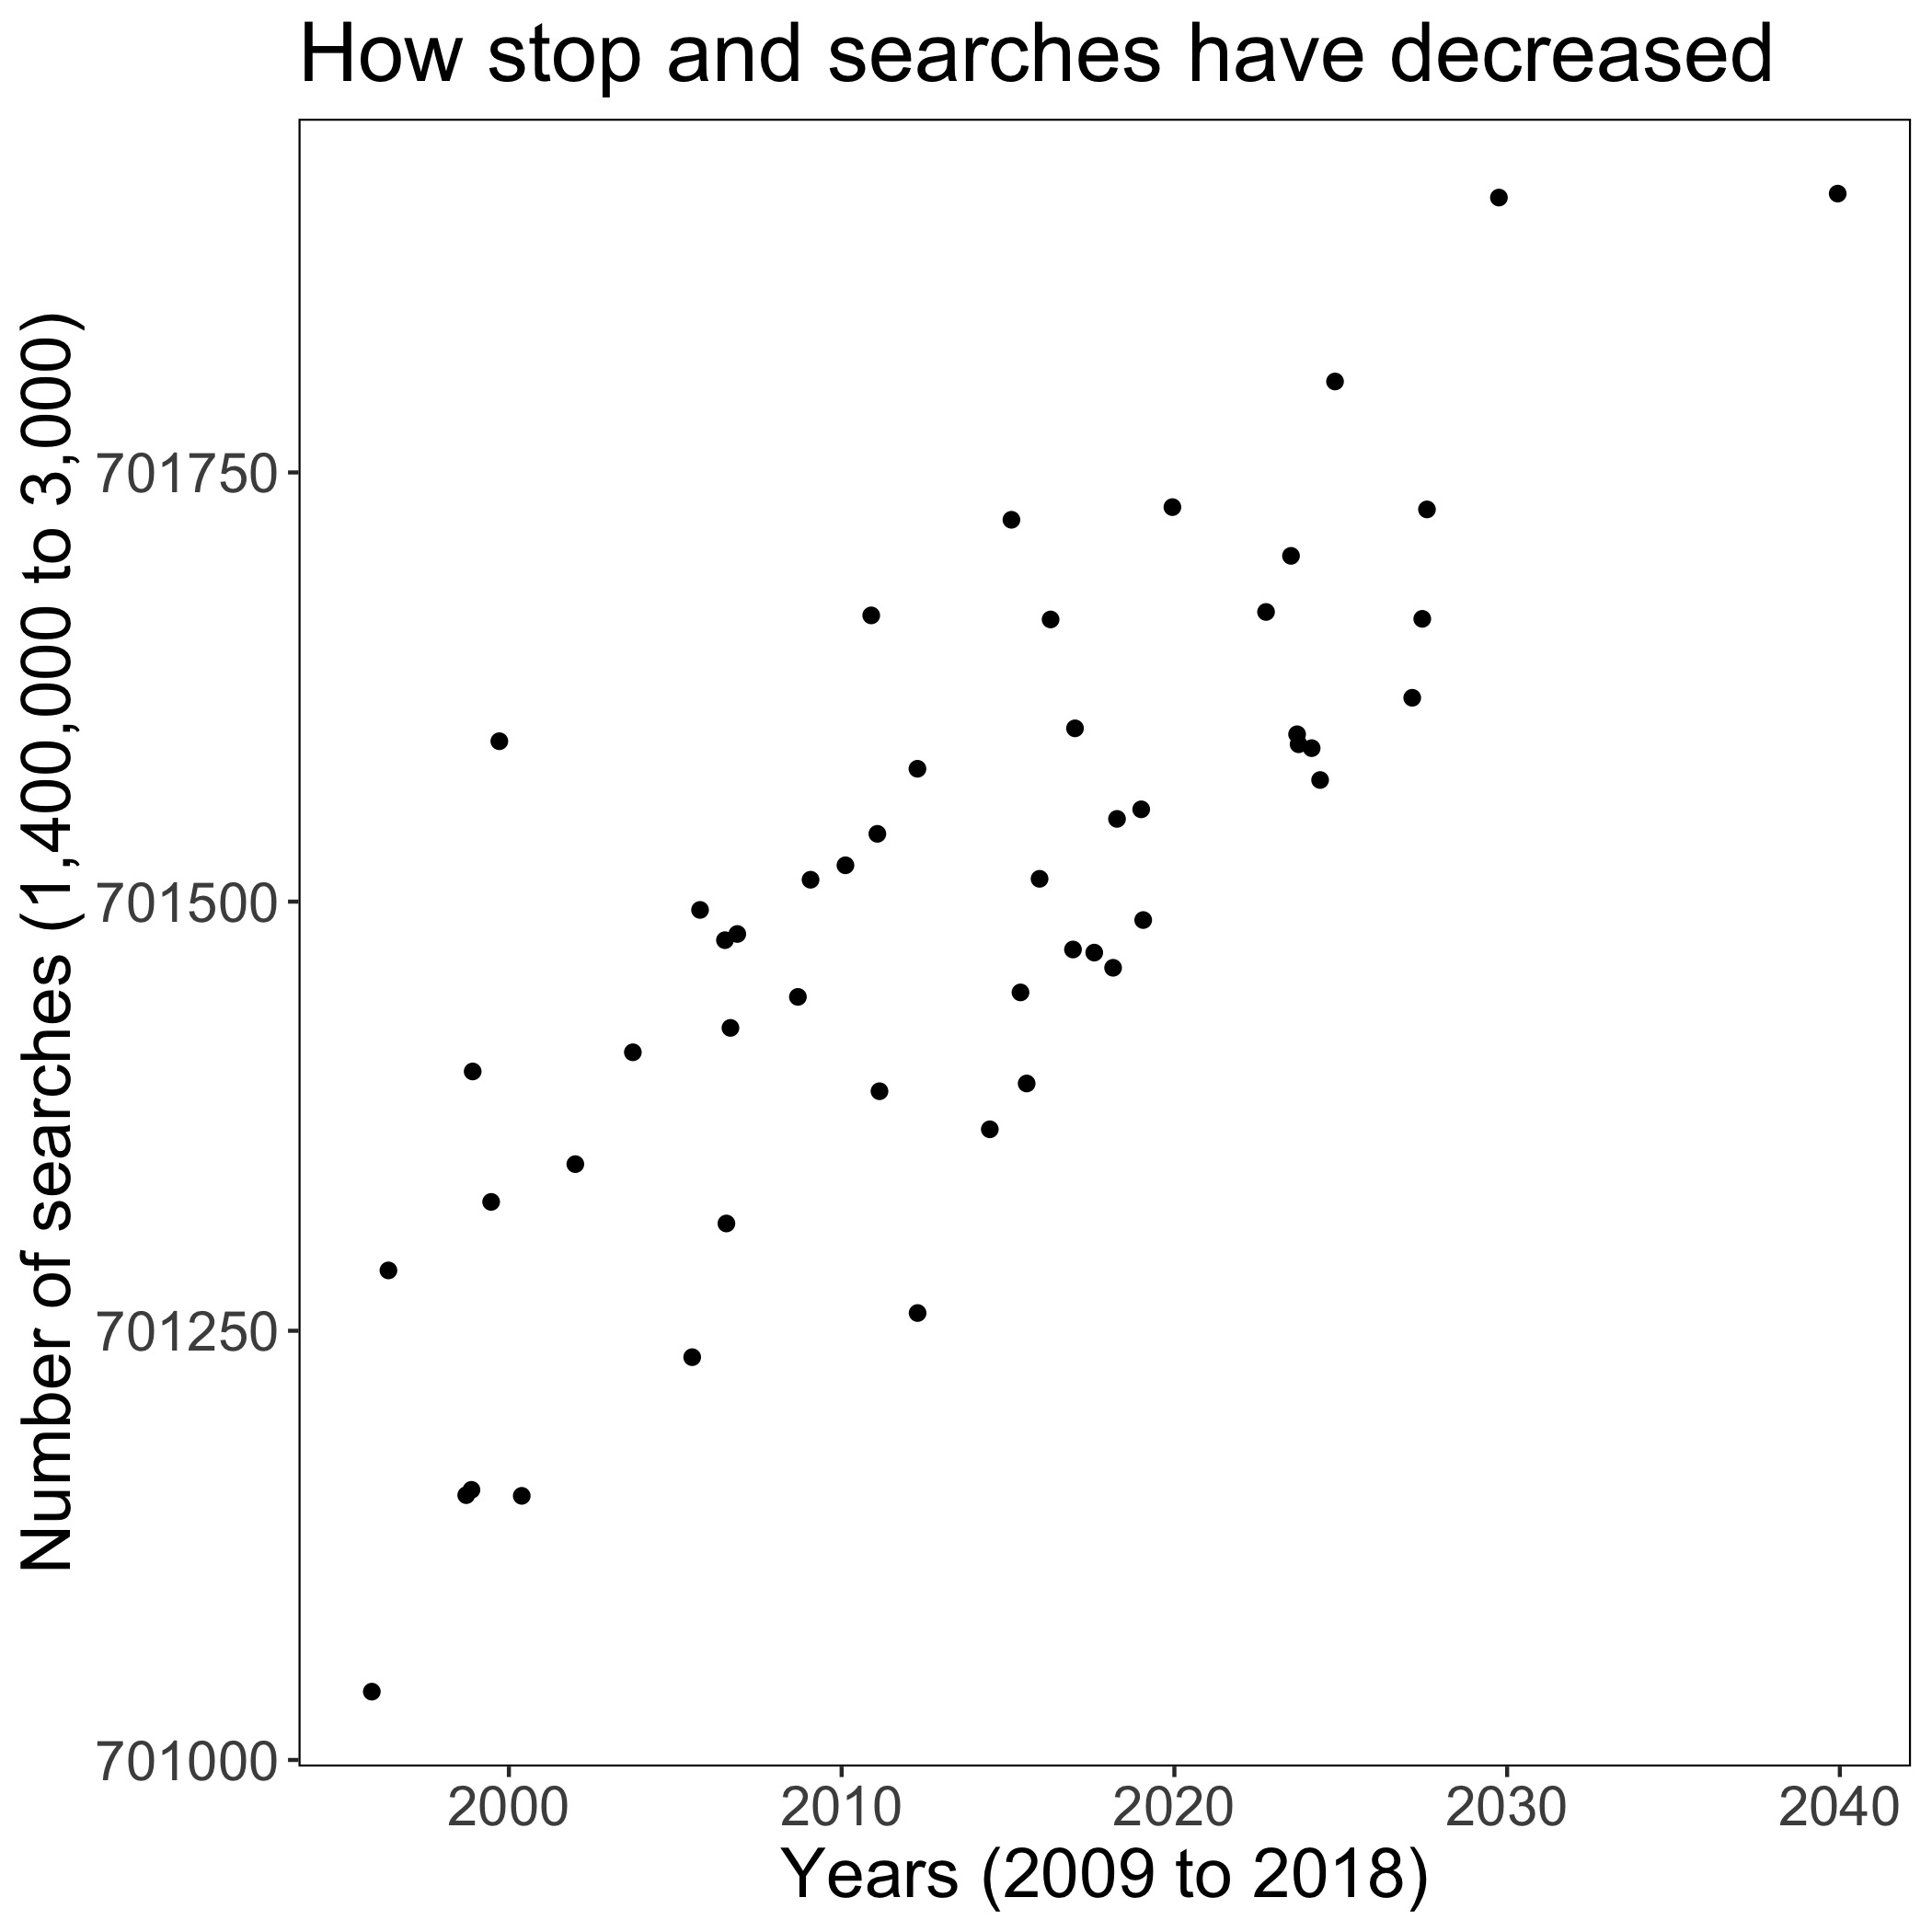 How stop and searches have decreased
Number of searches (1,400,000 to 3,000)
701750
701500
701250
701000
2000 2010 2020 2030 2040
Years (2009 to 2018)